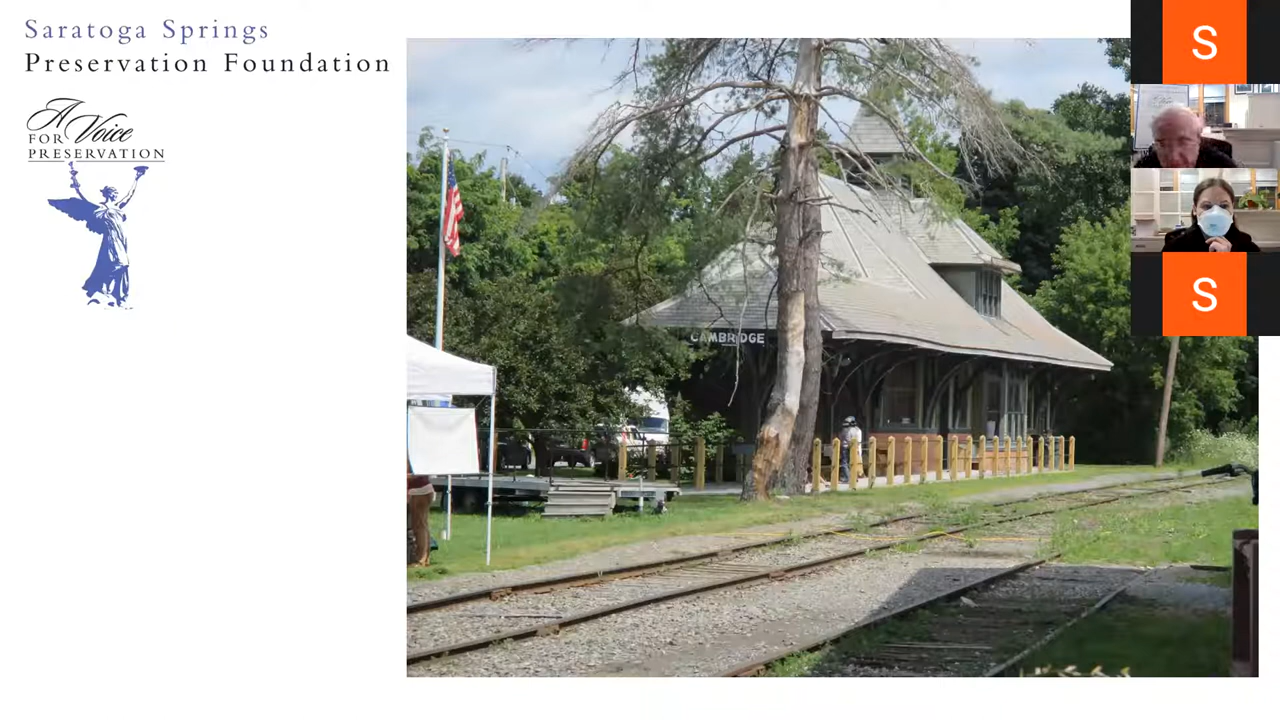 Saratoga Springs
Preservation Foundation
A Voice
FOR
PRESERVATION
CAMBRIDGE
S
S